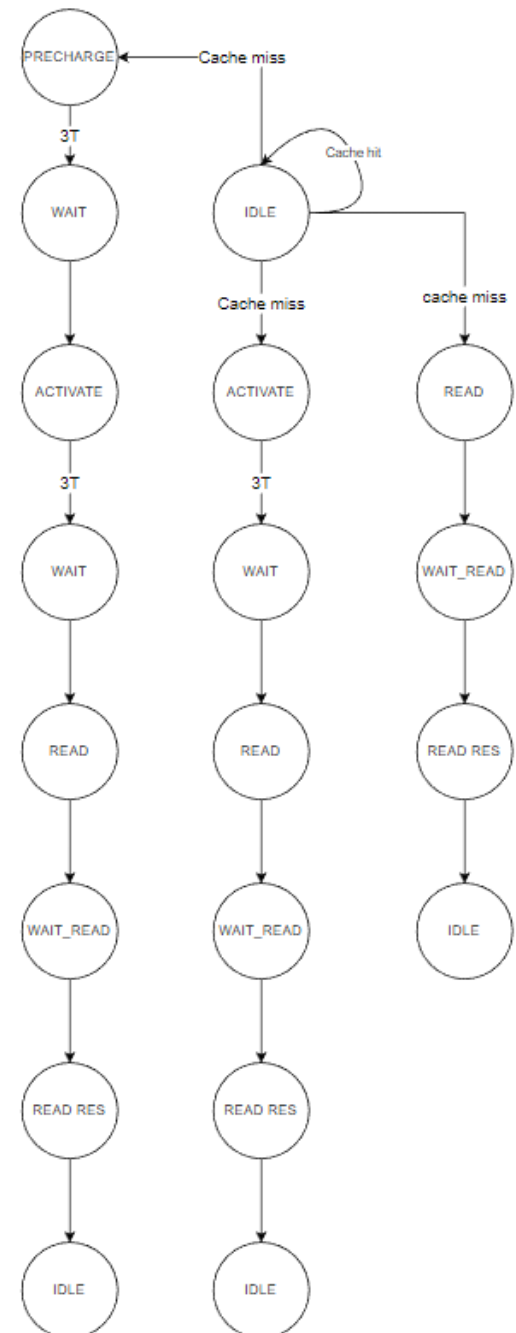 PRECHARGE
Cache miss
Cache hit
3T
WAIT
IDLE
Cache miss
cache miss
ACTIVATE
ACTIVATE
READ
3T
3T
WAIT
WAIT
WAIT_READ
READ
READ
READ RES
WAIT_READ
WAIT_READ
IDLE
READ RES
READ RES
IDLE
IDLE